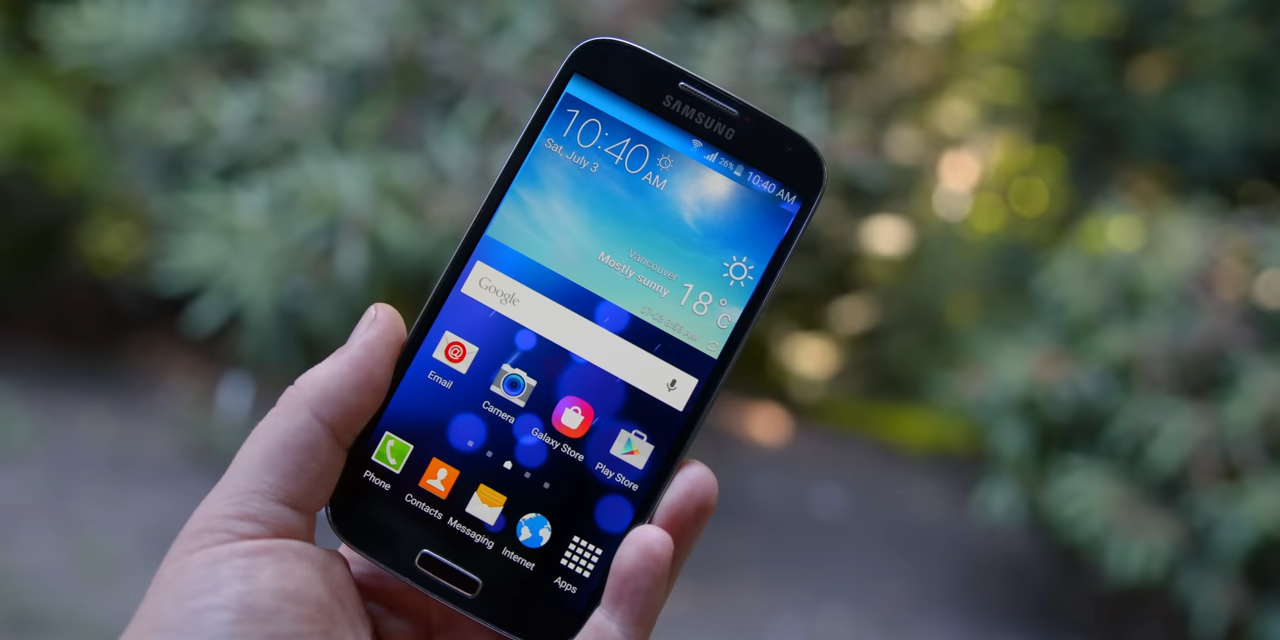 SAMSUNG
26% 10:40 AM
10:40 AM
Sat, July 3
Vancouver
Mostly sunny
18°C
Google
Email
Camera
Galaxy Store
Play Store
Phone
Contacts
Messaging
Internet
Apps